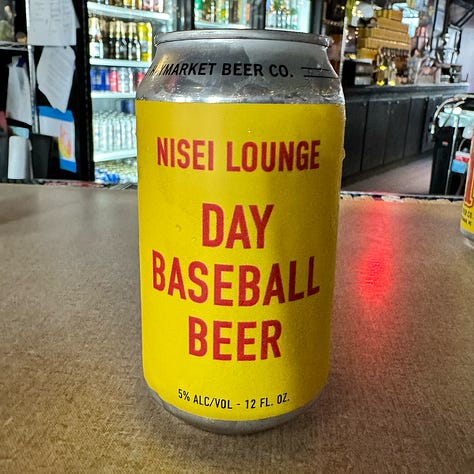 MARKET BEER CO.
NISEI LOUNGE
DAY
BASEBALL
BEER
5% ALC/VOL - 12 FL. OZ.